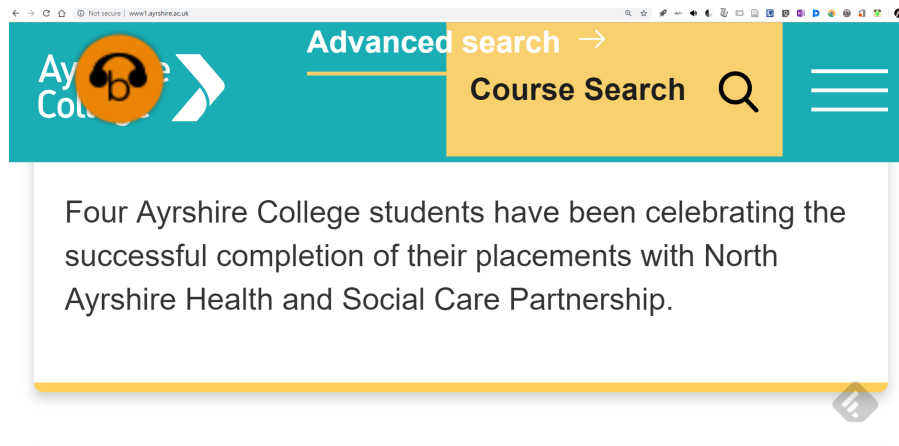 Not secure | www1.ayrshire.ac.uk
Advanced search →
Course Search
b
Four Ayrshire College students have been celebrating the
successful completion of their placements with North
Ayrshire Health and Social Care Partnership.